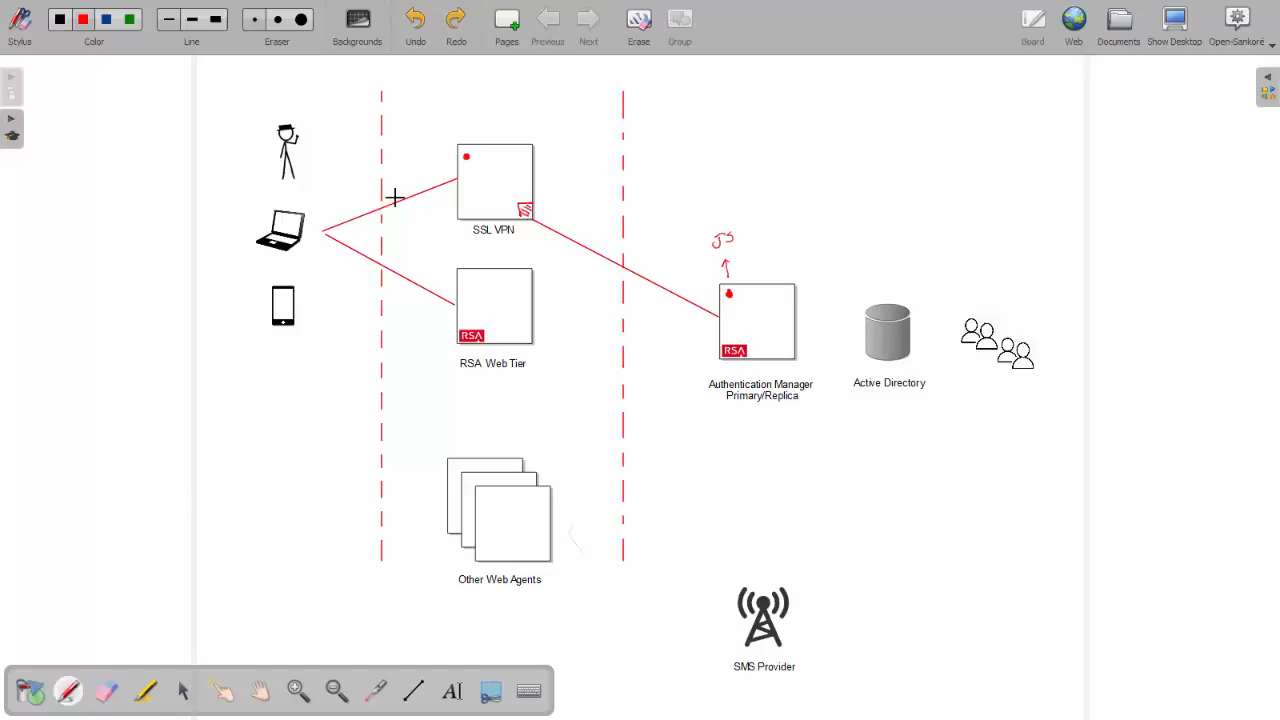 Stylus
Color
Line
Eraser
Backgrounds
Undo
Redo
Pages
Previous
Next
Erase
Group
Board
Web
Documents
Show Desktop
Open-Sankoré
SSL VPN
JS
RSA
RSA Web Tier
RSA
Authentication Manager
Primary/Replica
Active Directory
Other Web Agents
SMS Provider
AI